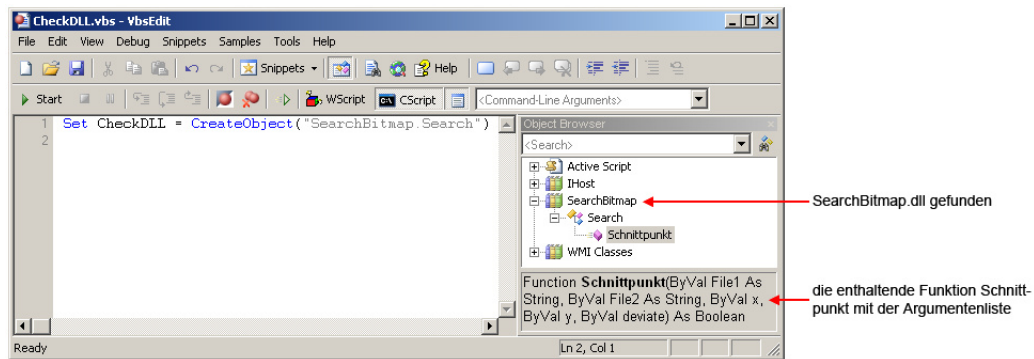 CheckDLL.vbs - VbsEdit
File Edit View Debug Snippets Samples Tools Help
Snippets Help
Start WScript CScript <Command-Line Arguments>
1 Set CheckDLL = CreateObject("SearchBitmap.Search")
2
Object Browser
<Search>
Active Script
IHost
SearchBitmap
Search
Schnittpunkt
WMI Classes
Function Schnittpunkt(ByVal File1 As
String, ByVal File2 As String, ByVal x,
ByVal y, ByVal deviate) As Boolean
Ready Ln 2, Col 1
SearchBitmap.dll gefunden
die enthaltende Funktion Schnitt-
punkt mit der Argumentenliste